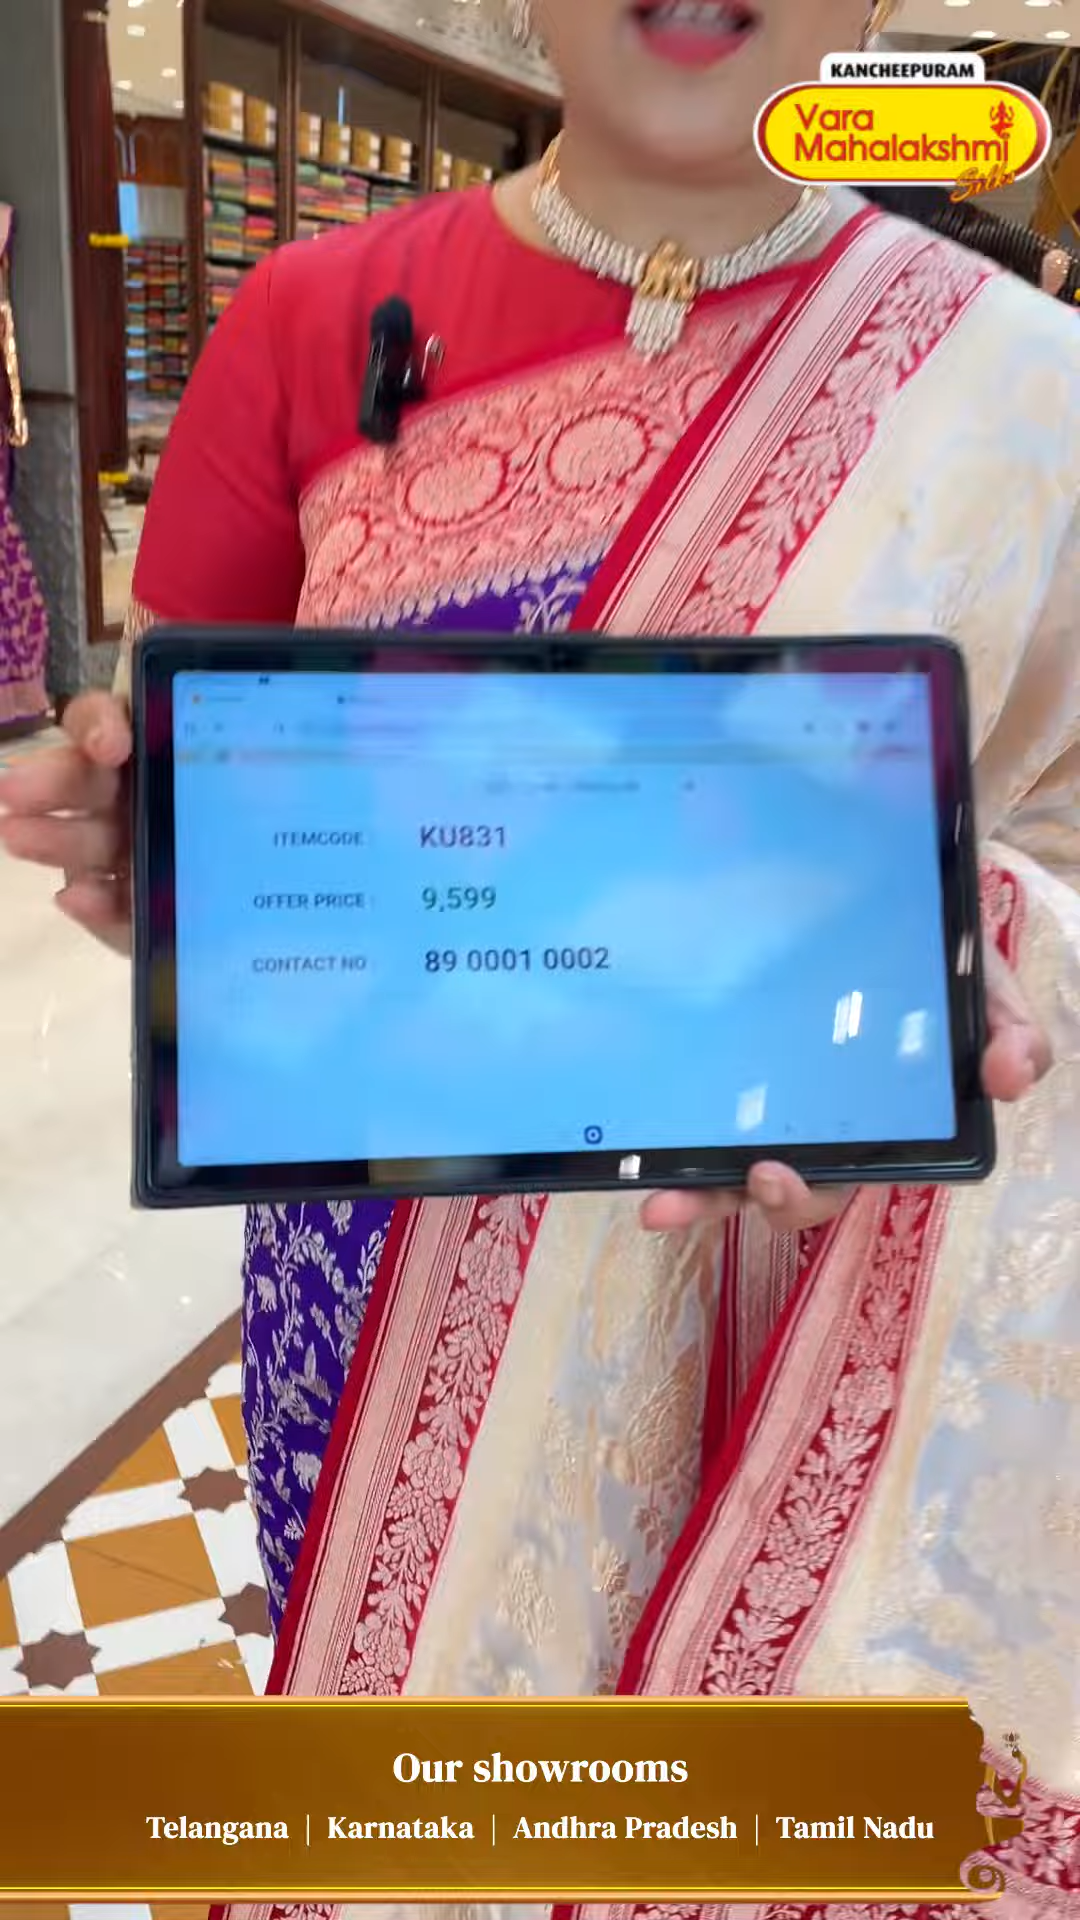 KANCHEEPURAM
Vara
Mahalakshmi
Silks
ITEMCODE KU831
OFFER PRICE : 9,599
CONTACT NO 89 0001 0002
Our showrooms
Telangana | Karnataka | Andhra Pradesh | Tamil Nadu